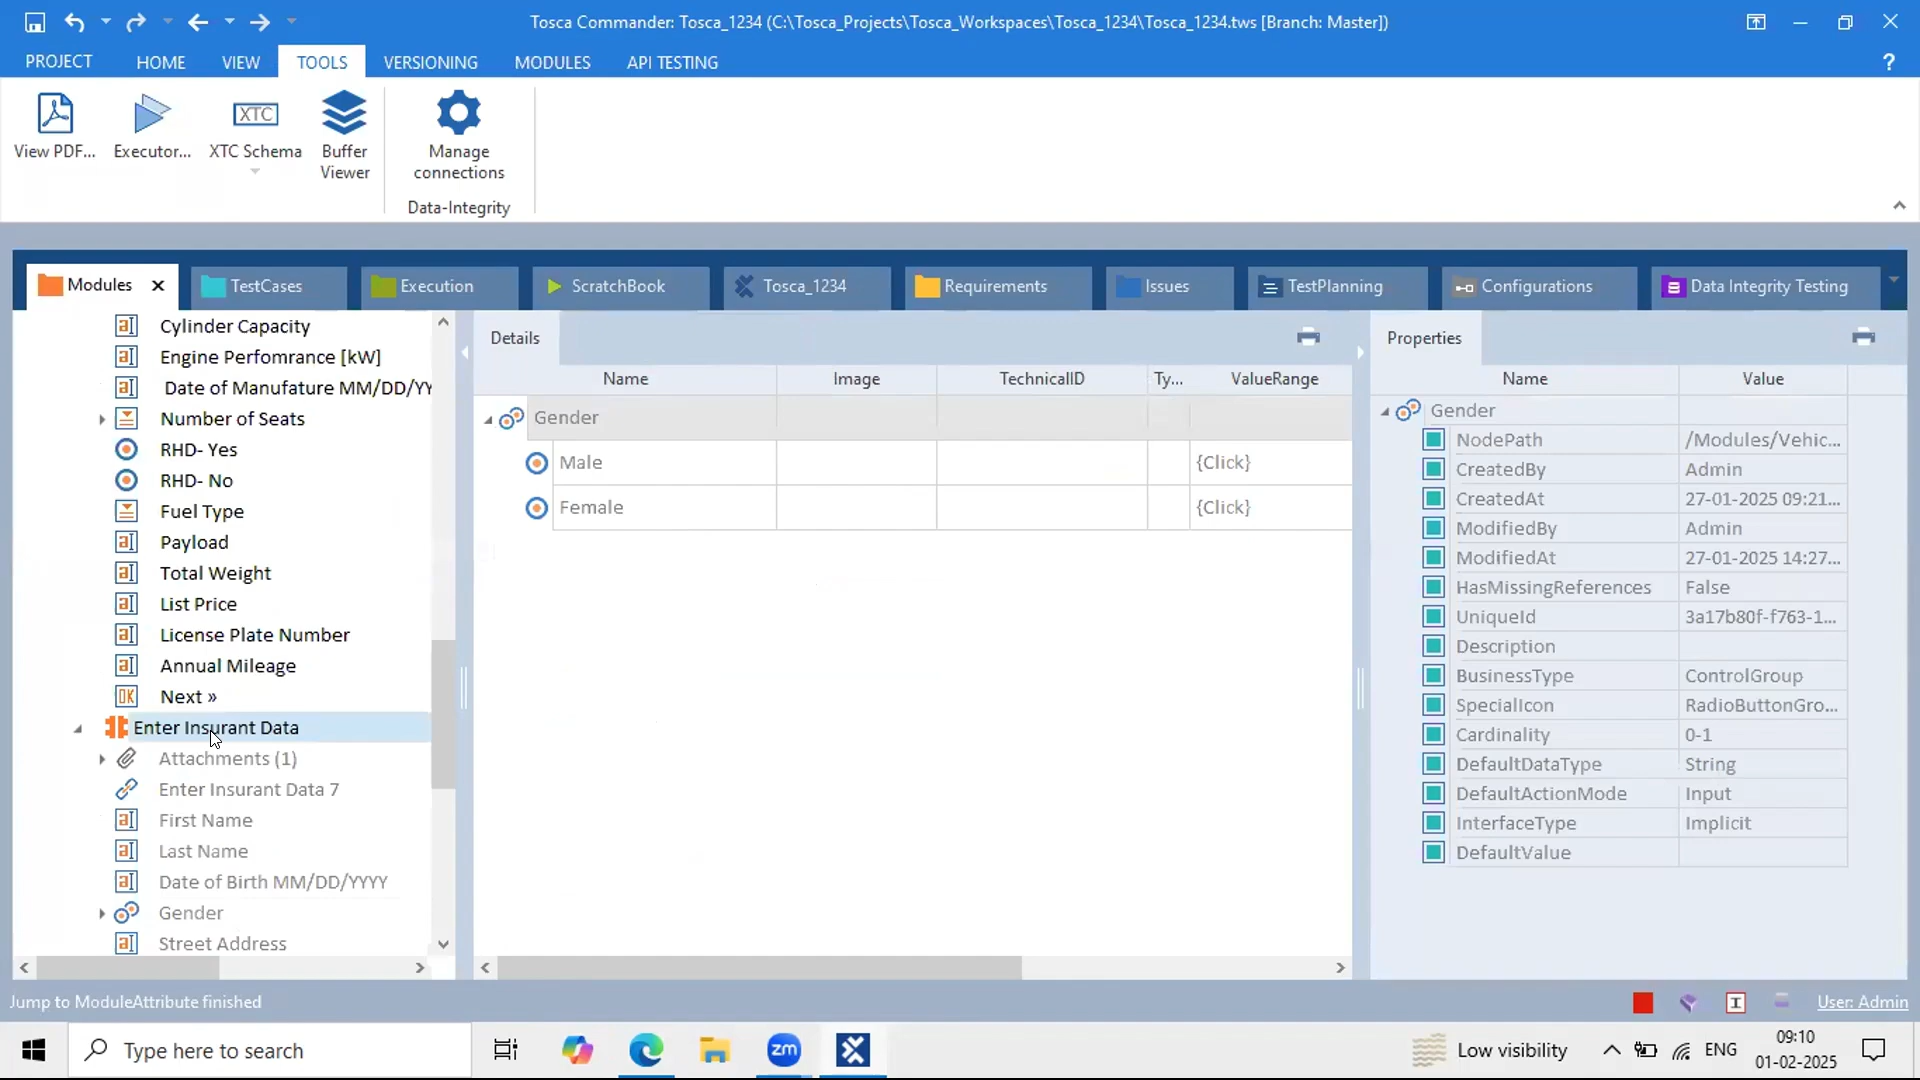 Tosca Commander: Tosca_1234 (C:\Tosca_Projects\Tosca_Workspaces\Tosca_1234\Tosca_1234.tws [Branch: Master])
PROJECT HOME VIEW TOOLS VERSIONING MODULES API TESTING ?
View PDF... Executor... XTC XTC Schema Buffer Viewer Manage connections
Data-Integrity
Modules TestCases Execution ScratchBook Tosca_1234 Requirements Issues TestPlanning Configurations Data Integrity Testing
Cylinder Capacity
Engine Perfomrance [kW]
Date of Manufature MM/DD/YY
Number of Seats
RHD- Yes
RHD- No
Fuel Type
Payload
Total Weight
List Price
License Plate Number
Annual Mileage
OK Next »
Enter Insurant Data
Attachments (1)
Enter Insurant Data 7
First Name
Last Name
Date of Birth MM/DD/YYYY
Gender
Street Address
Details
Name Image TechnicalID Ty... ValueRange
Gender
Male {Click}
Female {Click}
Properties
Name Value
Gender
NodePath /Modules/Vehic...
CreatedBy Admin
CreatedAt 27-01-2025 09:21...
ModifiedBy Admin
ModifiedAt 27-01-2025 14:27...
HasMissingReferences False
UniqueId 3a17b80f-f763-1...
Description
BusinessType ControlGroup
SpecialIcon RadioButtonGro...
Cardinality 0-1
DefaultDataType String
DefaultActionMode Input
InterfaceType Implicit
DefaultValue
Jump to ModuleAttribute finished
User: Admin
Type here to search
zm
Low visibility
ENG
09:10
01-02-2025